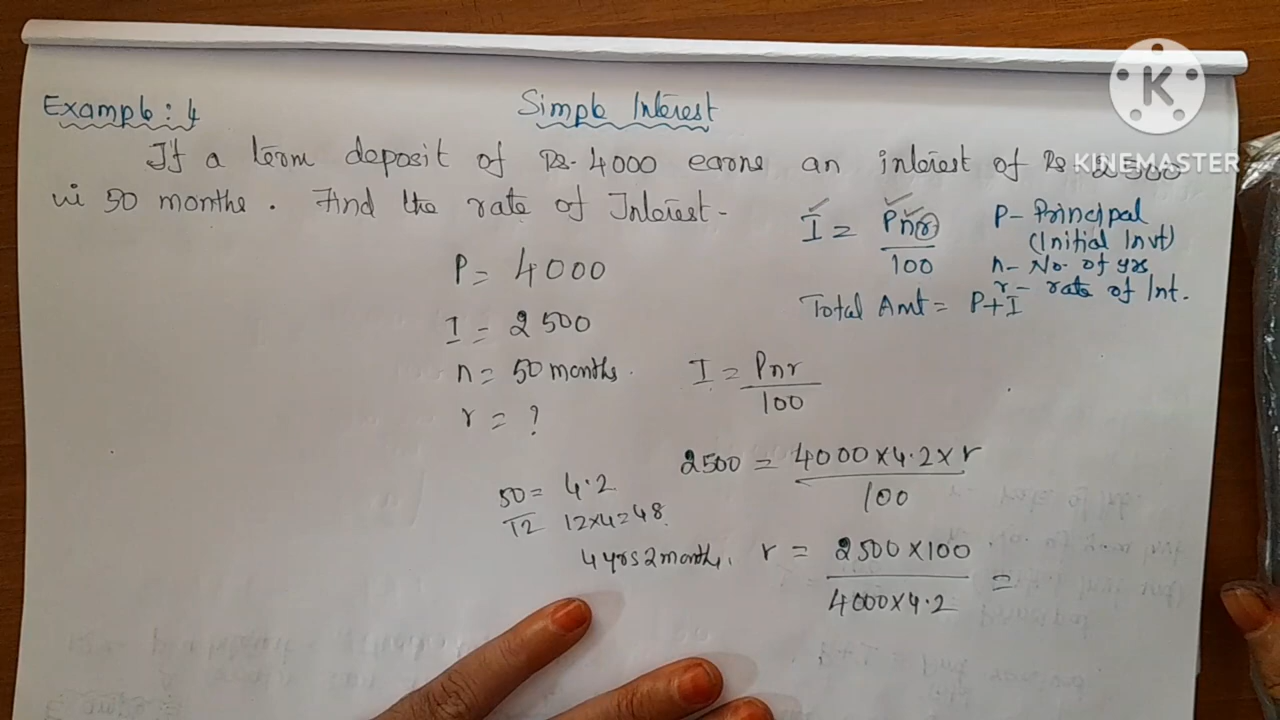 Example: 4
Simple Interest
K
KINEMASTER
If a term deposit of Rs. 4000 earns an interest of Rs 2500
in 50 months. Find the rate of Interest.
I = Pnr
100
P - Principal
(Initial Invt)
n - No. of yrs
r - rate of Int.
Total Amt = P+I
P = 4000
I = 2500
n = 50 months.
r = ?
I = Pnr
100
2500 = 4000×4.2×r
100
50 = 4.2
12 12×4=48.
4 yrs 2 months.
r = 2500×100 =
4000×4.2